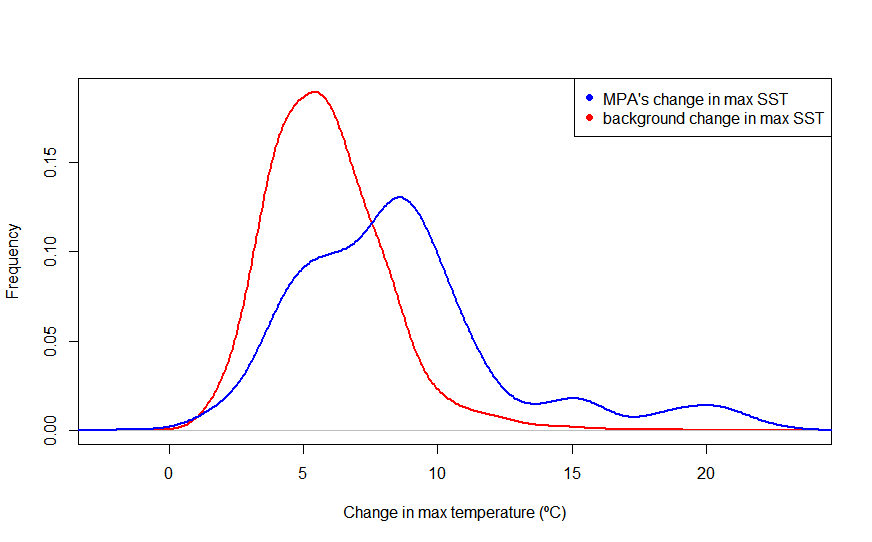 MPA's change in max SST
background change in max SST
Frequency
0.15
0.10
0.05
0.00
0 5 10 15 20
Change in max temperature (ºC)